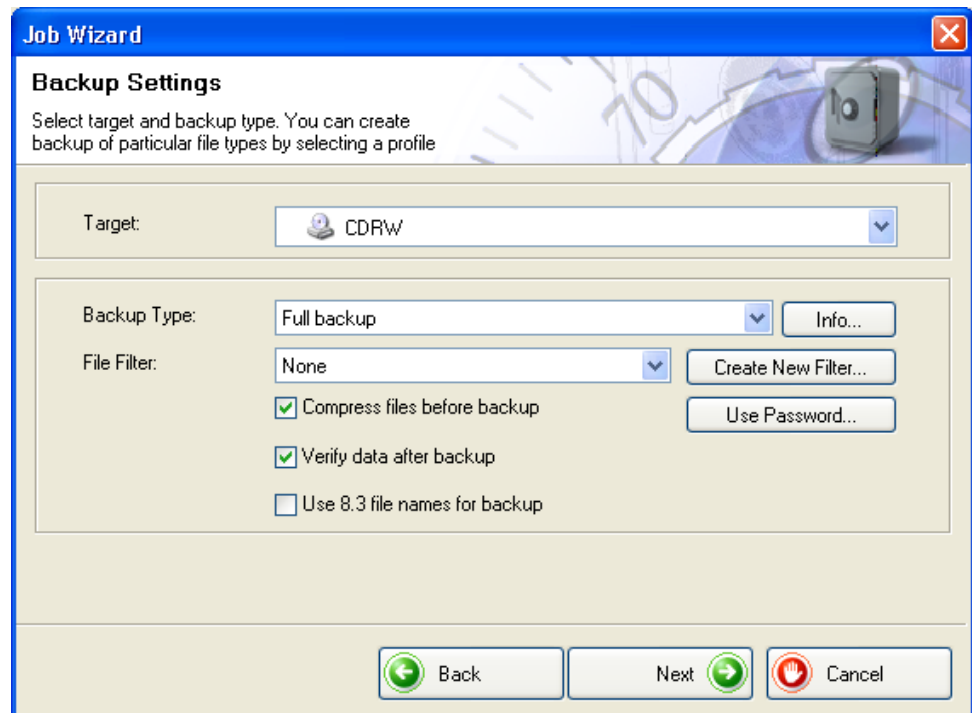 Job Wizard
Backup Settings
Select target and backup type. You can create
backup of particular file types by selecting a profile
70
Target:
CDRW
Backup Type:
Full backup
Info...
File Filter:
None
Create New Filter...
Compress files before backup
Use Password...
Verify data after backup
Use 8.3 file names for backup
Back
Next
Cancel